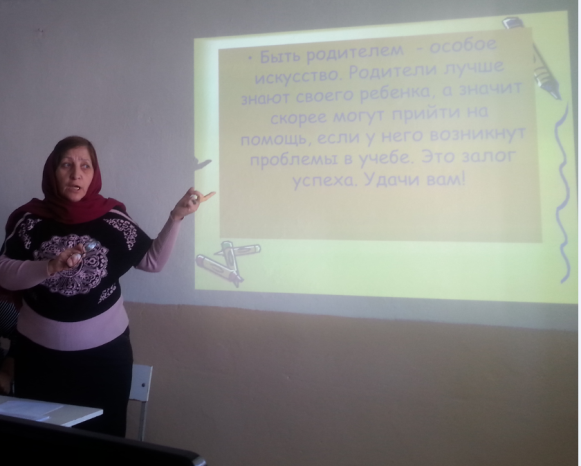 • Быть родителем - особое
искусство. Родители лучше
знают своего ребенка, а значит
скорее могут прийти на
помощь, если у него возникнут
проблемы в учебе. Это залог
успеха. Удачи вам!